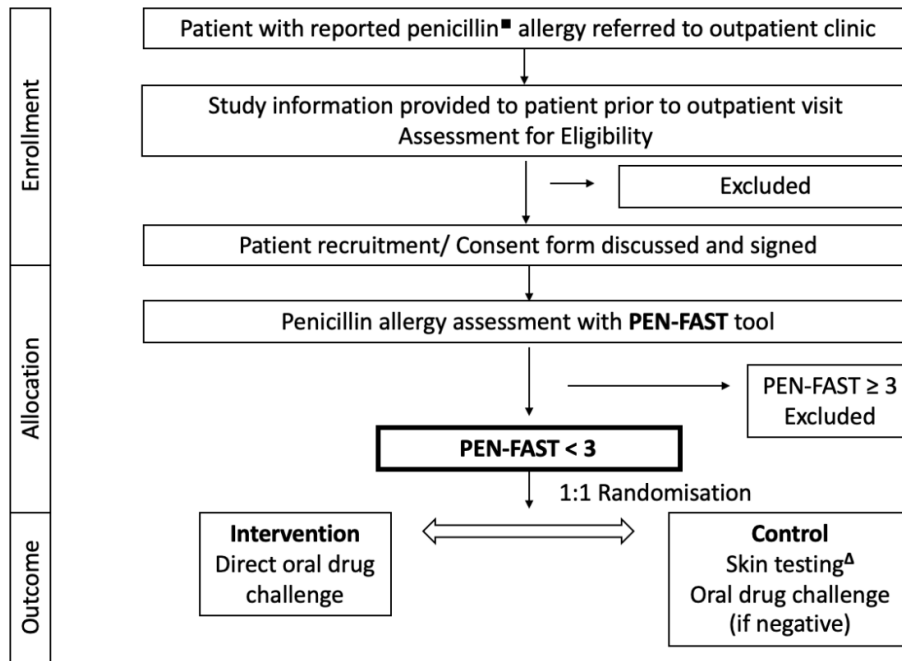 Enrollment
Patient with reported penicillin■ allergy referred to outpatient clinic
Study information provided to patient prior to outpatient visit
Assessment for Eligibility
Excluded
Patient recruitment/ Consent form discussed and signed
Allocation
Penicillin allergy assessment with PEN-FAST tool
PEN-FAST ≥ 3
Excluded
PEN-FAST < 3
1:1 Randomisation
Outcome
Intervention
Direct oral drug
challenge
Control
Skin testingΔ
Oral drug challenge
(if negative)